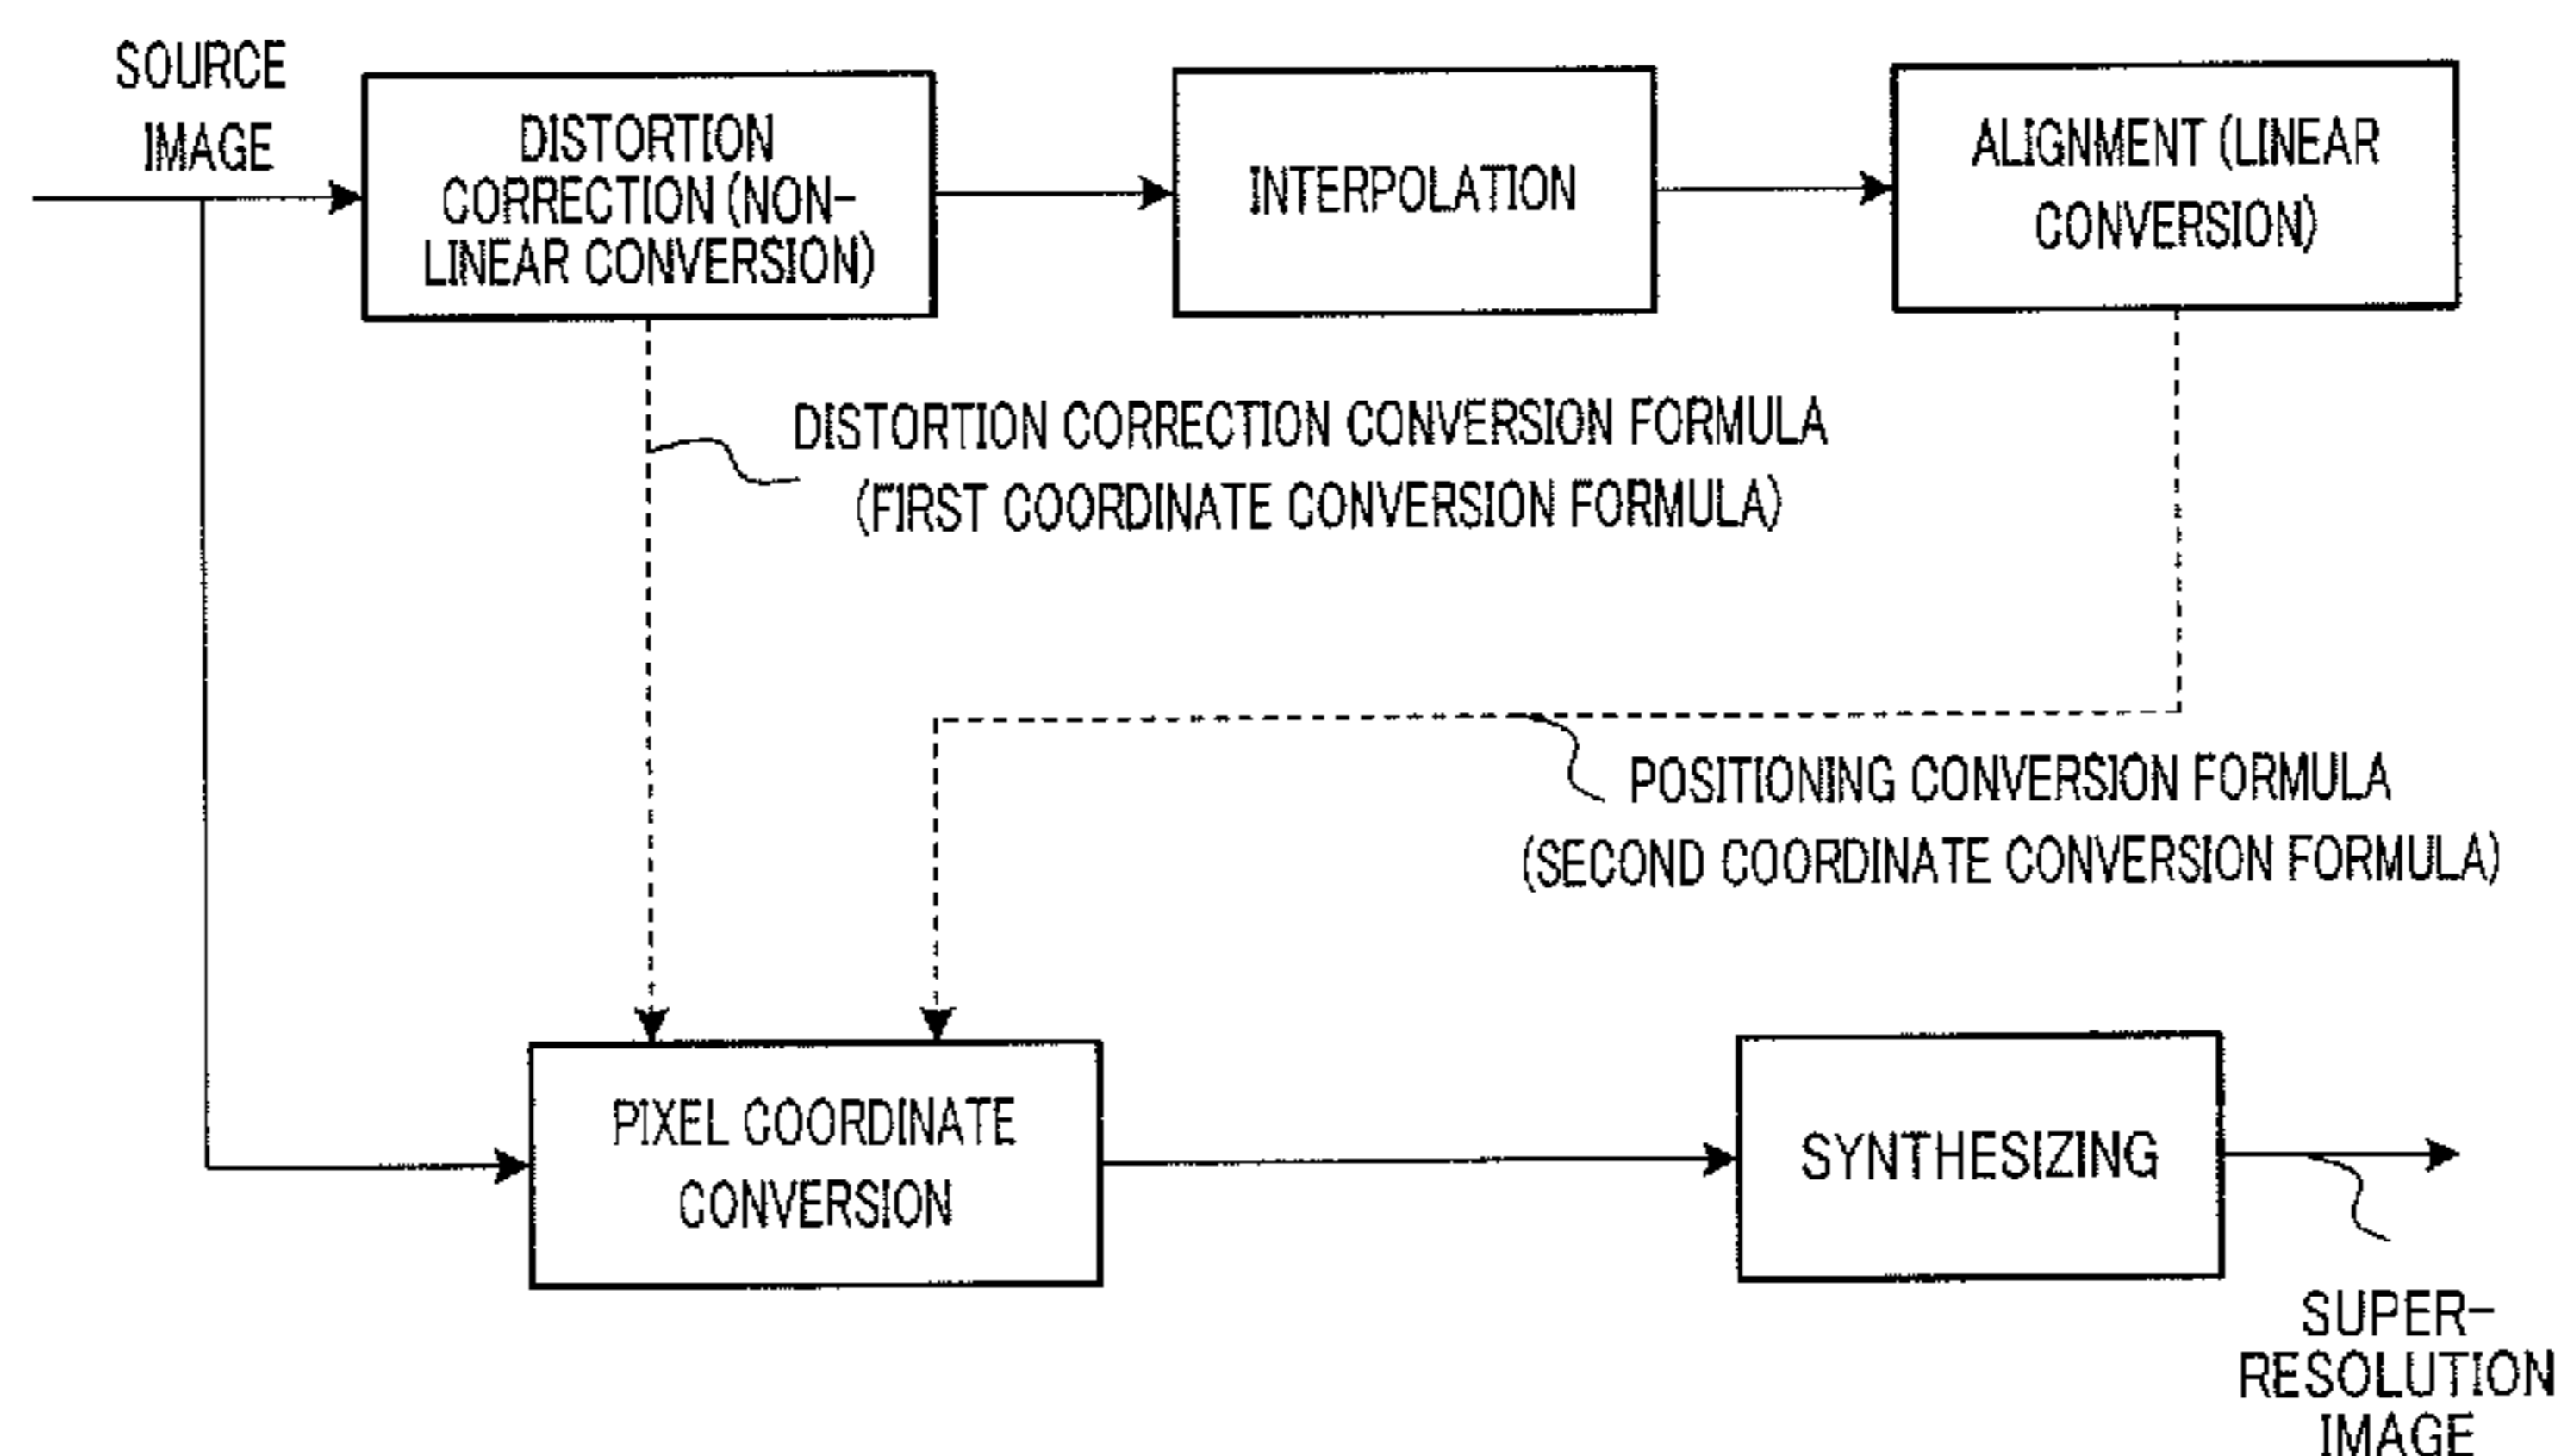 SOURCE
IMAGE
DISTORTION
CORRECTION (NON-
LINEAR CONVERSION)
INTERPOLATION
ALIGNMENT (LINEAR
CONVERSION)
DISTORTION CORRECTION CONVERSION FORMULA
(FIRST COORDINATE CONVERSION FORMULA)
POSITIONING CONVERSION FORMULA
(SECOND COORDINATE CONVERSION FORMULA)
PIXEL COORDINATE
CONVERSION
SYNTHESIZING
SUPER-
RESOLUTION
IMAGE